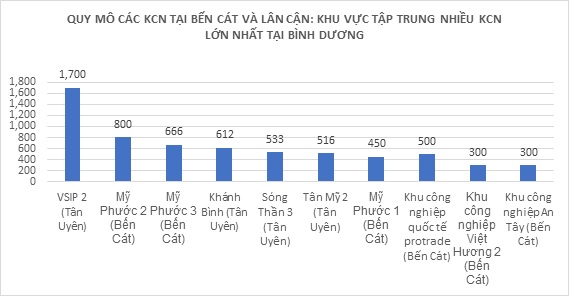 QUY MÔ CÁC KCN TẠI BẾN CÁT VÀ LÂN CẬN: KHU VỰC TẬP TRUNG NHIỀU KCN
LỚN NHẤT TẠI BÌNH DƯƠNG
1,800
1,600
1,400
1,200
1,000
800
600
400
200
0
1,700
800
666
612
533
516
450
500
300
300
VSIP 2
(Tân
Uyên)
Mỹ
Phước 2
(Bến
Cát)
Mỹ
Phước 3
(Bến
Cát)
Khánh
Bình (Tân
Uyên)
Sóng
Thần 3
(Tân
Uyên)
Tân Mỹ 2
(Tân
Uyên)
Mỹ
Phước 1
(Bến
Cát)
Khu công
nghiệp
quốc tế
protrade
(Bến Cát)
Khu
công
nghiệp
Việt
Hương 2
(Bến
Cát)
Khu công
nghiệp An
Tây (Bến
Cát)